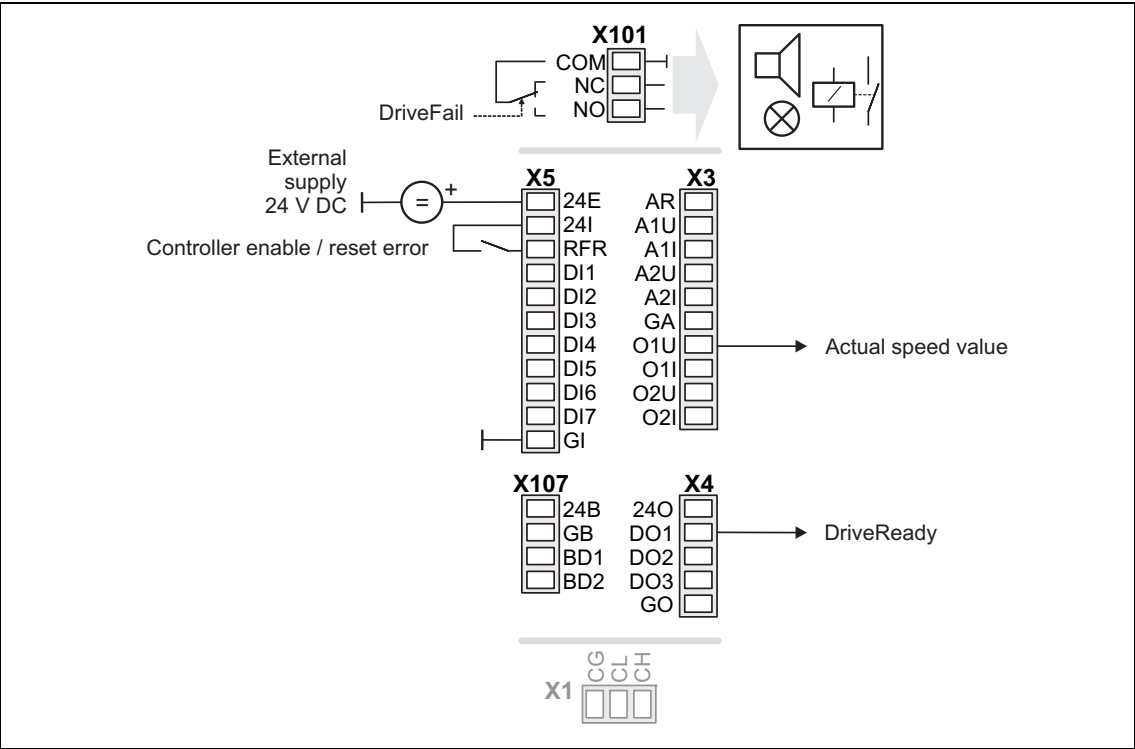 X101
COM
NC
NO
DriveFail
External
supply
24 V DC
=
+
Controller enable / reset error
X5
24E
24I
RFR
DI1
DI2
DI3
DI4
DI5
DI6
DI7
GI
X3
AR
A1U
A1I
A2U
A2I
GA
O1U
O1I
O2U
O2I
Actual speed value
X107
24B
GB
BD1
BD2
X4
24O
DO1
DO2
DO3
GO
DriveReady
X1
CG
CL
CH